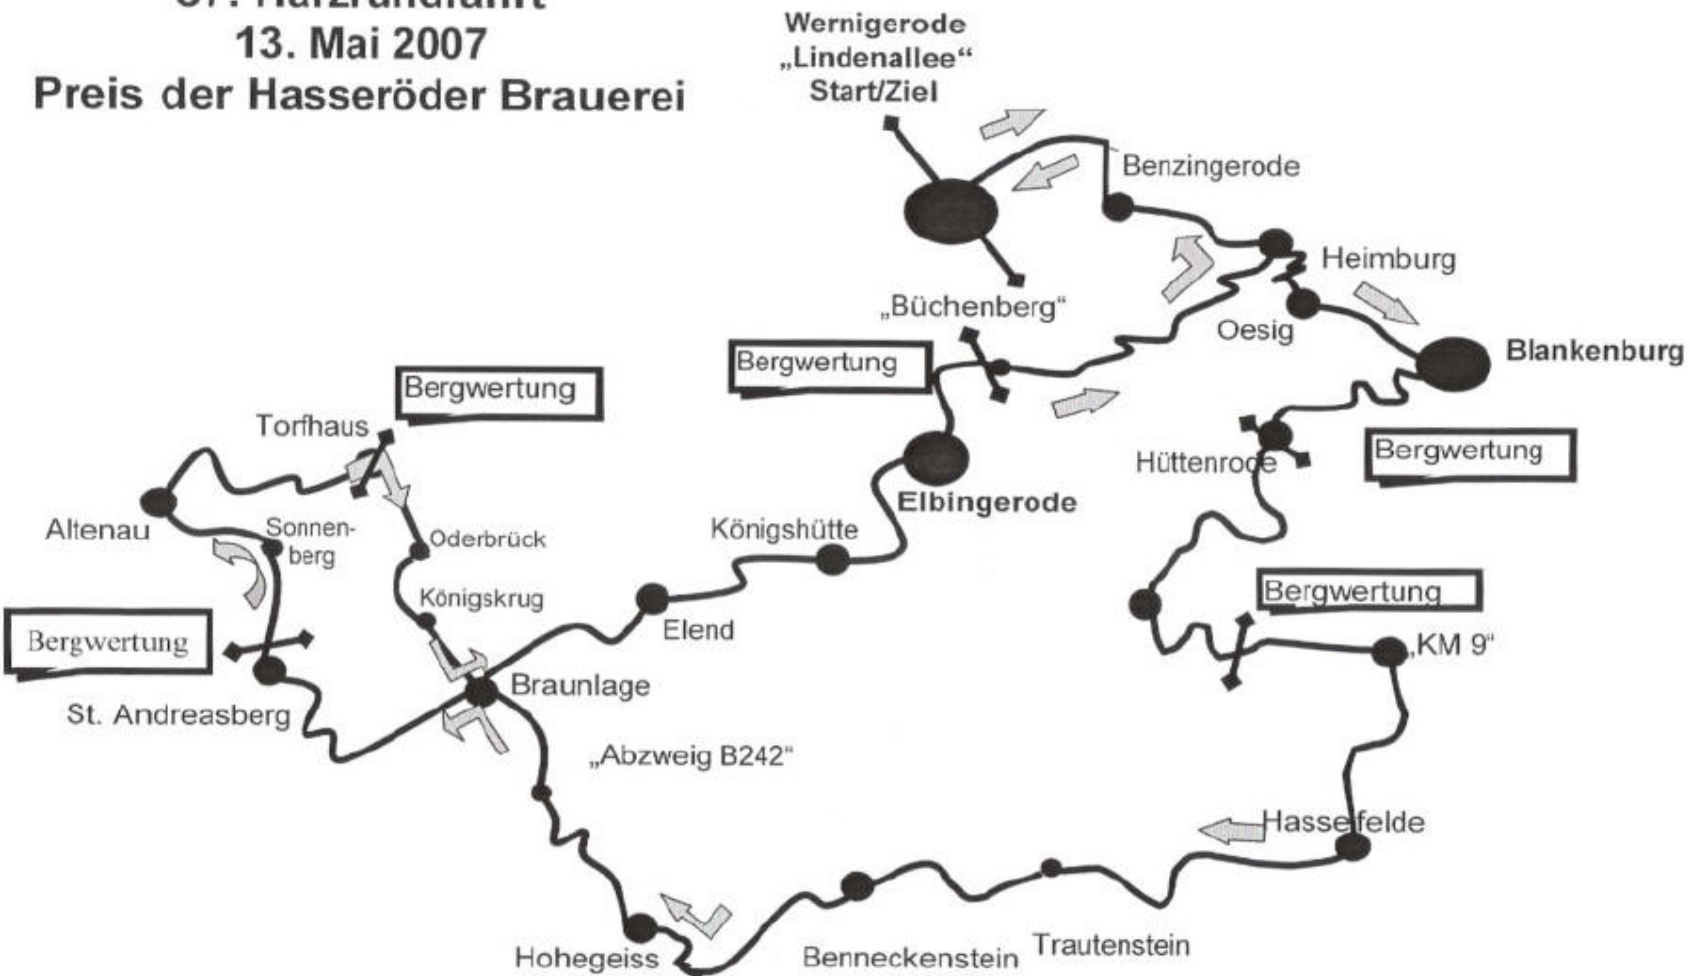 13. Mai 2007
Preis der Hasseröder Brauerei
Wernigerode
„Lindenallee“
Start/Ziel
Benzingerode
Heimburg
„Büchenberg“
Oesig
Bergwertung
Blankenburg
Bergwertung
Torfhaus
Hüttenrode
Bergwertung
Elbingerode
Altenau
Sonnen-
berg
Oderbrück
Königshütte
Königskrug
Bergwertung
Elend
Bergwertung
„KM 9“
Braunlage
St. Andreasberg
„Abzweig B242“
Hasselfelde
Hohegeiss
Benneckenstein
Trautenstein